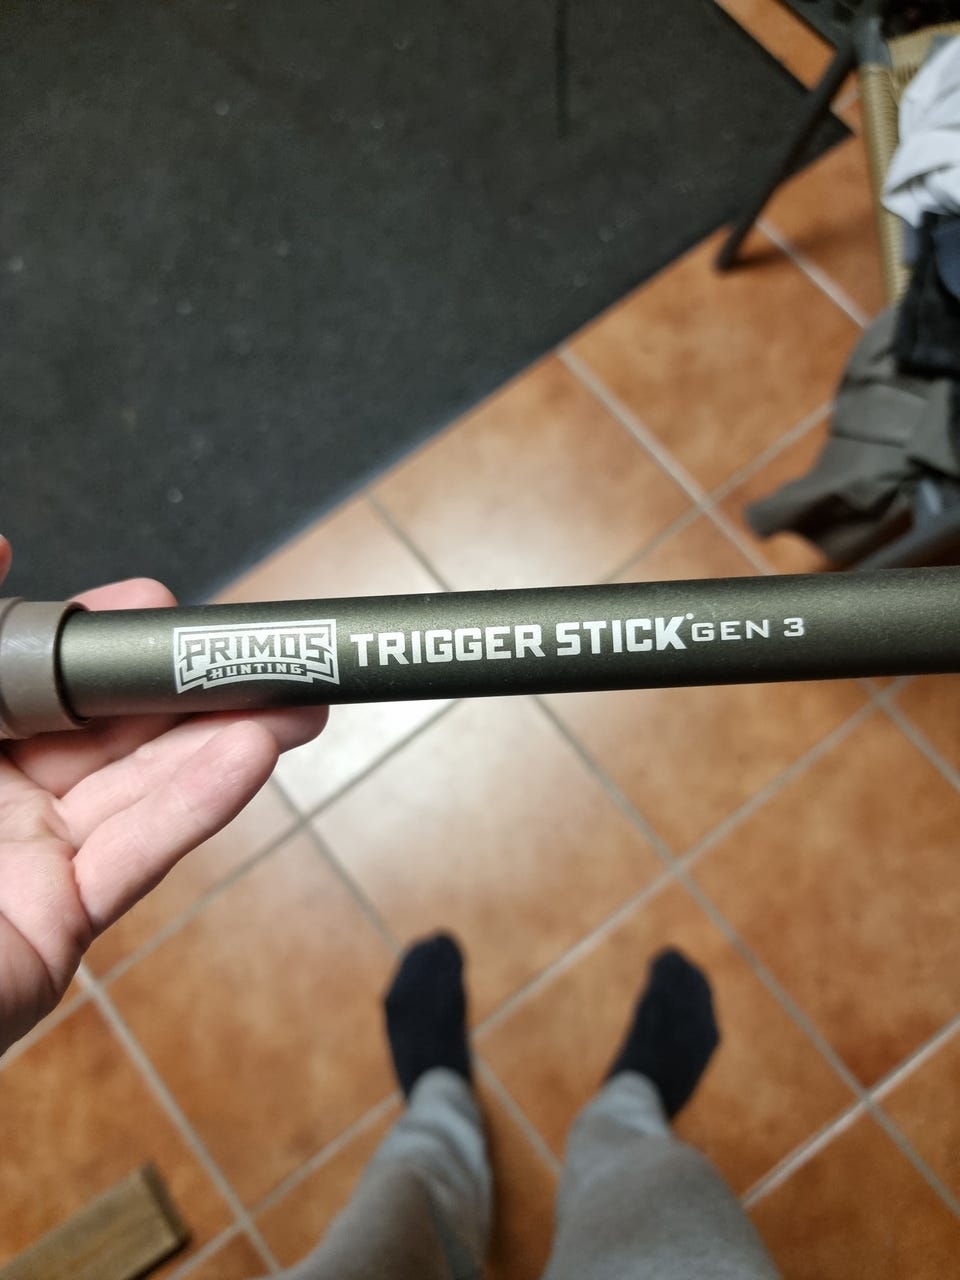 PRIMOS
HUNTING
TRIGGER STICK® GEN 3